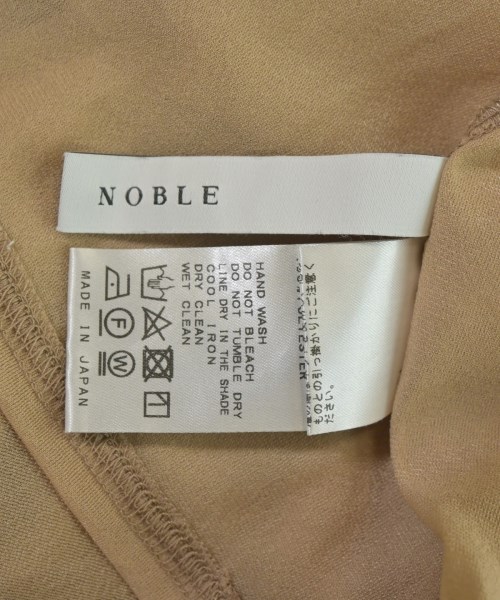 NOBLE
HAND WASH
DO NOT BLEACH
DO NOT TUMBLE DRY
LINE DRY IN THE SHADE
COOL IRON
DRY CLEAN
WET CLEAN
F
W
MADE IN JAPAN
ものとの引っ掛かりに注意く
ださい。